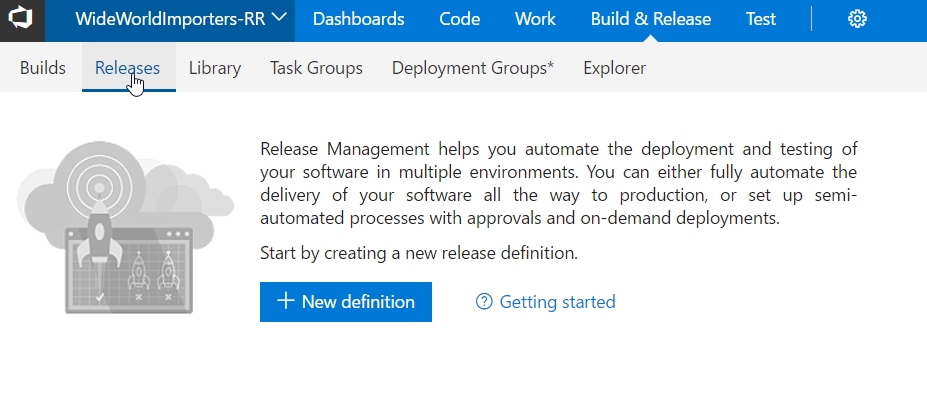 WideWorldImporters-RR Dashboards Code Work Build & Release Test
Builds Releases Library Task Groups Deployment Groups* Explorer
Release Management helps you automate the deployment and testing of
your software in multiple environments. You can either fully automate the
delivery of your software all the way to production, or set up semi-
automated processes with approvals and on-demand deployments.
Start by creating a new release definition.
+ New definition ? Getting started